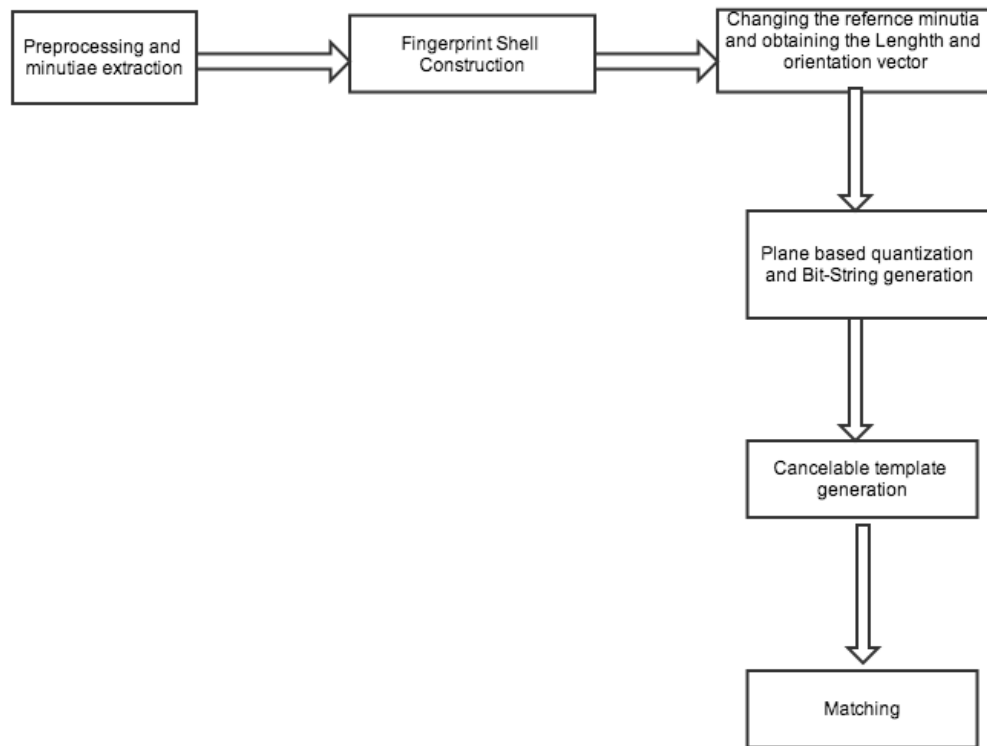 Preprocessing and
minutiae extraction
Fingerprint Shell
Construction
Changing the refernce minutia
and obtaining the Lenghth and
orientation vector
Plane based quantization
and Bit-String generation
Cancelable template
generation
Matching